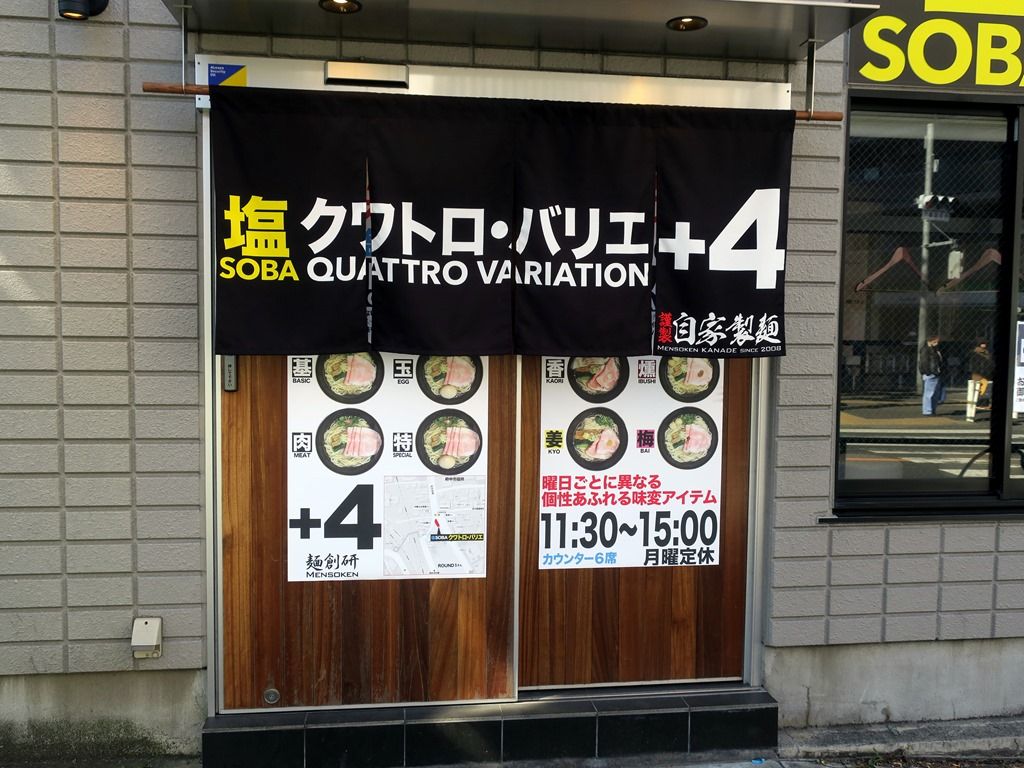 SOB
塩 クワトロ・バリエ +4
SOBA QUATTRO VARIATION
謹製 自家製麺
MENSOKEN KANADE SINCE 2008
基 BASIC
玉 EGG
肉 MEAT
特 SPECIAL
+4
麺創研
MENSOKEN
SOBA クワトロ・バリエ
ROUND1
香 KAORI
燻 IBUSHI
姜 KYO
梅 BAI
曜日ごとに異なる
個性あふれる味変アイテム
11:30~15:00
カウンター6席 月曜定休